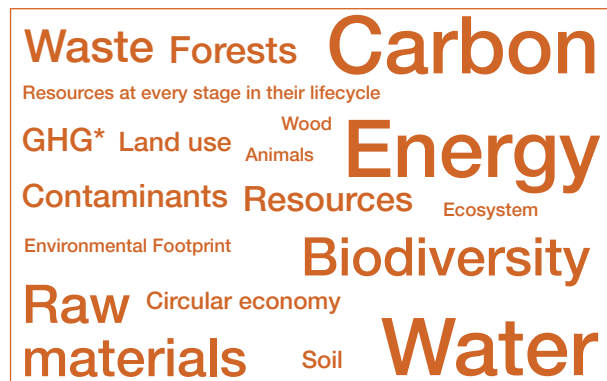 Waste Forests Carbon
Resources at every stage in their lifecycle
Wood
GHG* Land use Animals Energy
Contaminants Resources Ecosystem
Environmental Footprint Biodiversity
Raw materials
Circular economy
Soil Water